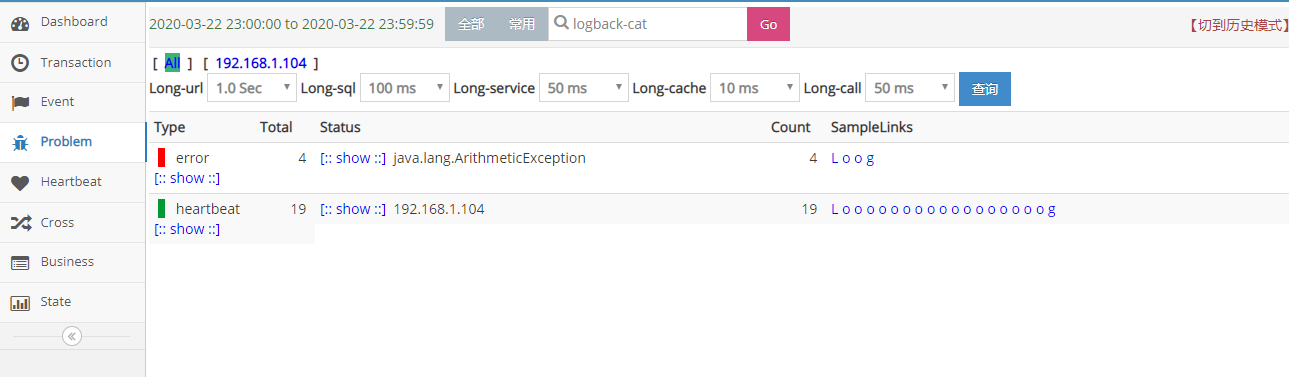 Dashboard
Transaction
Event
Problem
Heartbeat
Cross
Business
State
2020-03-22 23:00:00 to 2020-03-22 23:59:59 全部 常用 logback-cat Go 【切到历史模式】
[ All ] [ 192.168.1.104 ]
Long-url 1.0 Sec Long-sql 100 ms Long-service 50 ms Long-cache 10 ms Long-call 50 ms 查询
Type Total Status Count SampleLinks
error 4 [:: show ::] java.lang.ArithmeticException 4 L o o g
[:: show ::]
heartbeat 19 [:: show ::] 192.168.1.104 19 L o o o o o o o o o o o o o o o o o g
[:: show ::]